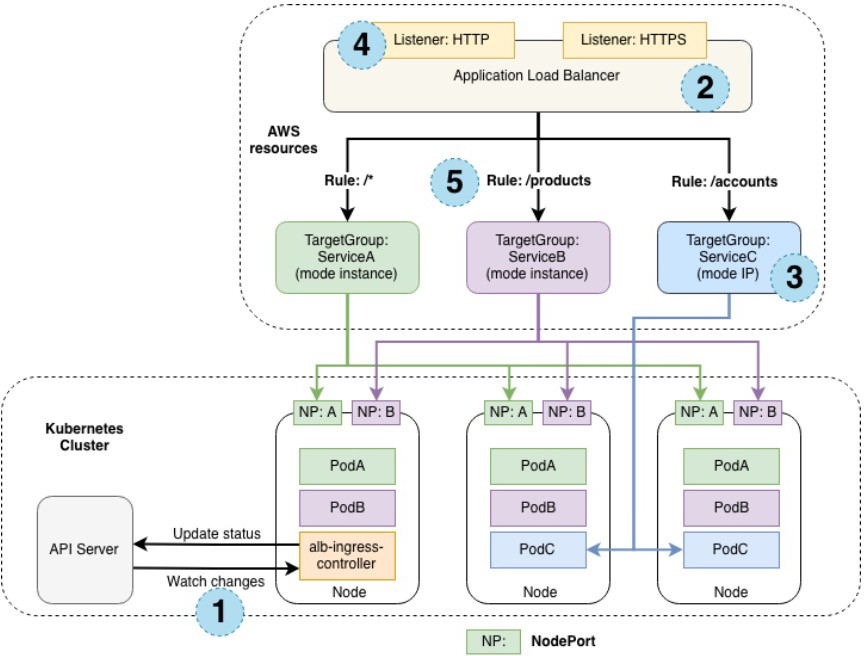 4
Listener: HTTP
Listener: HTTPS
Application Load Balancer
2
AWS
resources
Rule: /*
5
Rule: /products
Rule: /accounts
TargetGroup:
ServiceA
(mode instance)
TargetGroup:
ServiceB
(mode instance)
TargetGroup:
ServiceC
(mode IP)
3
Kubernetes
Cluster
NP: A
NP: B
NP: A
NP: B
NP: A
NP: B
PodA
PodA
PodA
PodB
PodB
PodB
API Server
Update status
Watch changes
1
alb-ingress-
controller
PodC
PodC
Node
Node
Node
NP:
NodePort